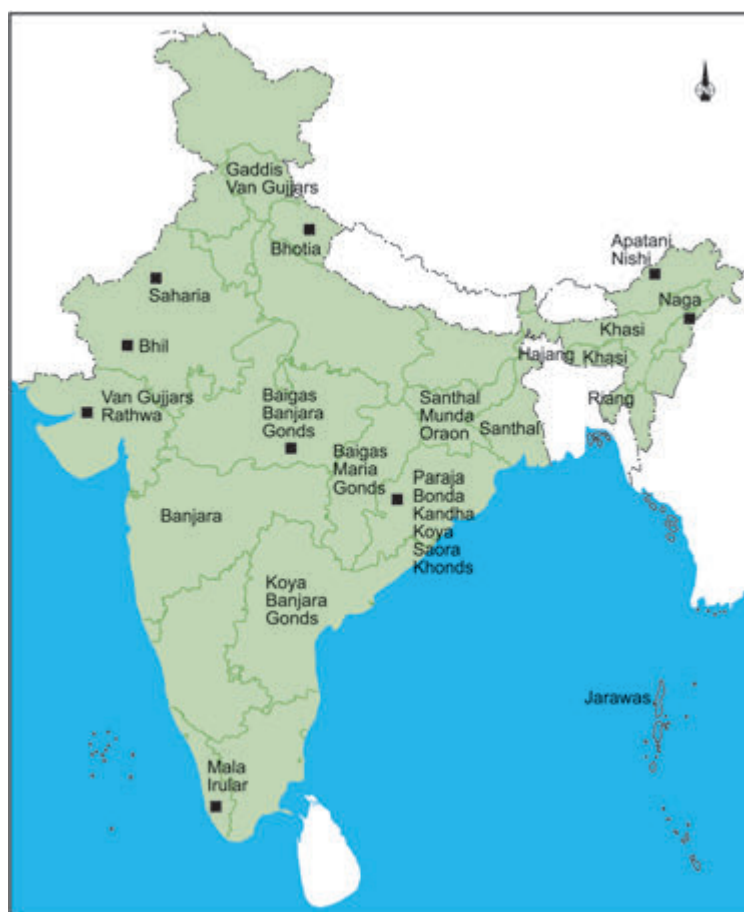 N
Gaddis
Van Gujjars
Bhotia
Apatani
Nishi
Saharia
Naga
Khasi
Bhil
Hajang
Khasi
Van Gujjars
Rathwa
Baigas
Banjara
Gonds
Santhal
Munda
Oraon
Santhal
Riang
Baigas
Maria
Gonds
Paraja
Bonda
Kandha
Koya
Saora
Khonds
Banjara
Koya
Banjara
Gonds
Jarawas
Mala
Irular